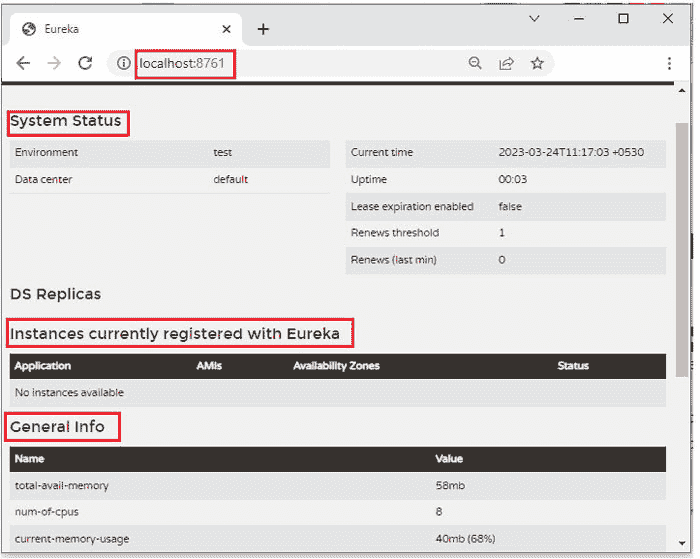 Eureka
localhost:8761
System Status
Environment test
Data center default
Current time 2023-03-24T11:17:03 +0530
Uptime 00:03
Lease expiration enabled false
Renews threshold 1
Renews (last min) 0
DS Replicas
Instances currently registered with Eureka
Application AMIs Availability Zones Status
No instances available
General Info
Name Value
total-avail-memory 58mb
num-of-cpus 8
current-memory-usage 40mb (68%)